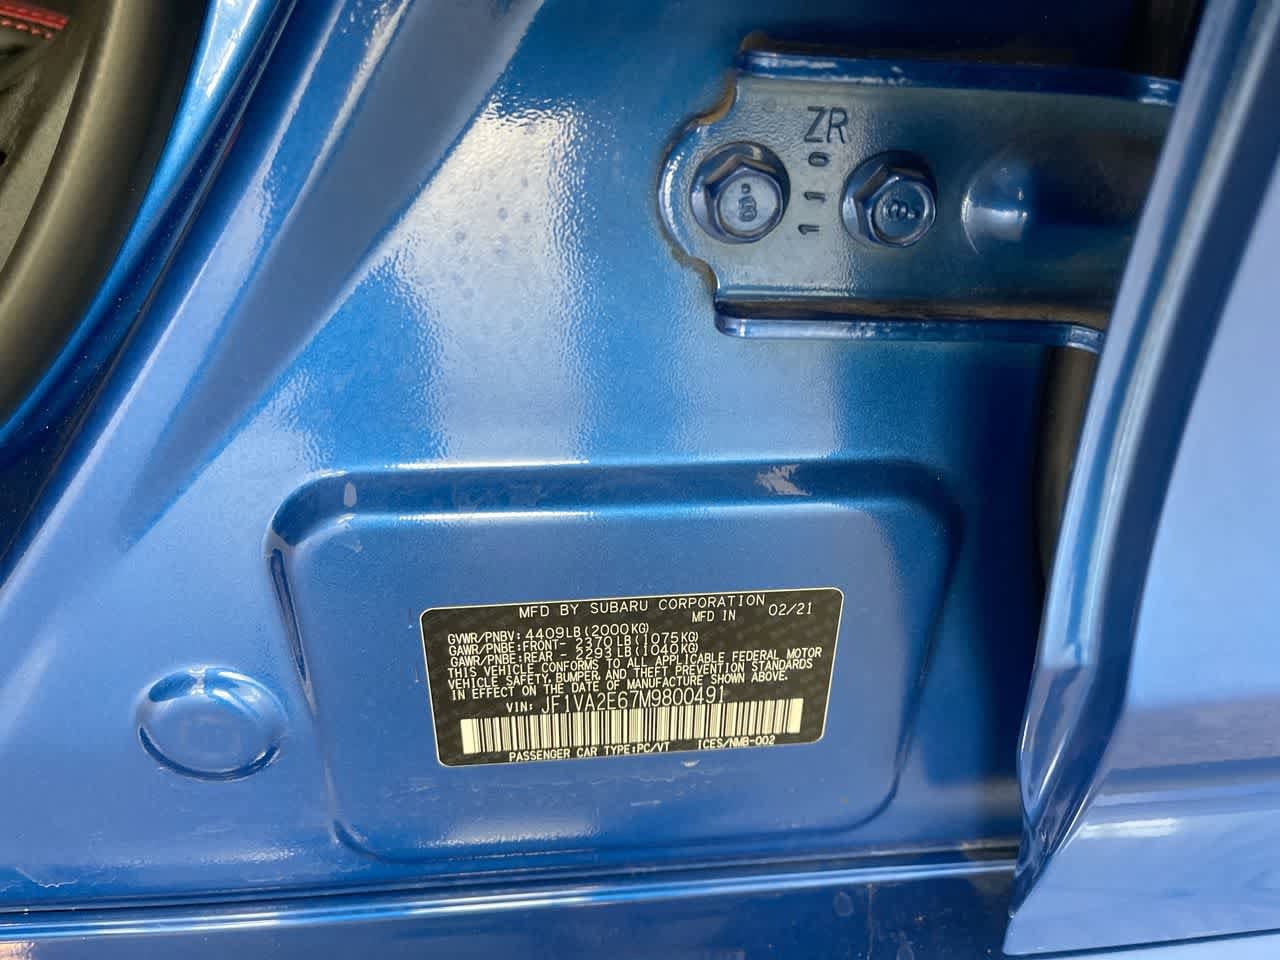 ZR
110
8
8
MFD BY SUBARU CORPORATION
MFD IN 02/21
GVWR/PNBV: 4409LB(2000KG)
GAWR/PNBE:FRONT- 2370LB(1075KG)
GAWR/PNBE:REAR - 2293LB(1040KG)
THIS VEHICLE CONFORMS TO ALL APPLICABLE FEDERAL MOTOR
VEHICLE SAFETY, BUMPER, AND THEFT PREVENTION STANDARDS
IN EFFECT ON THE DATE OF MANUFACTURE SHOWN ABOVE.
VIN: JF1VA2E67M9800491
PASSENGER CAR TYPE:PC/VT ICES/NMB-002